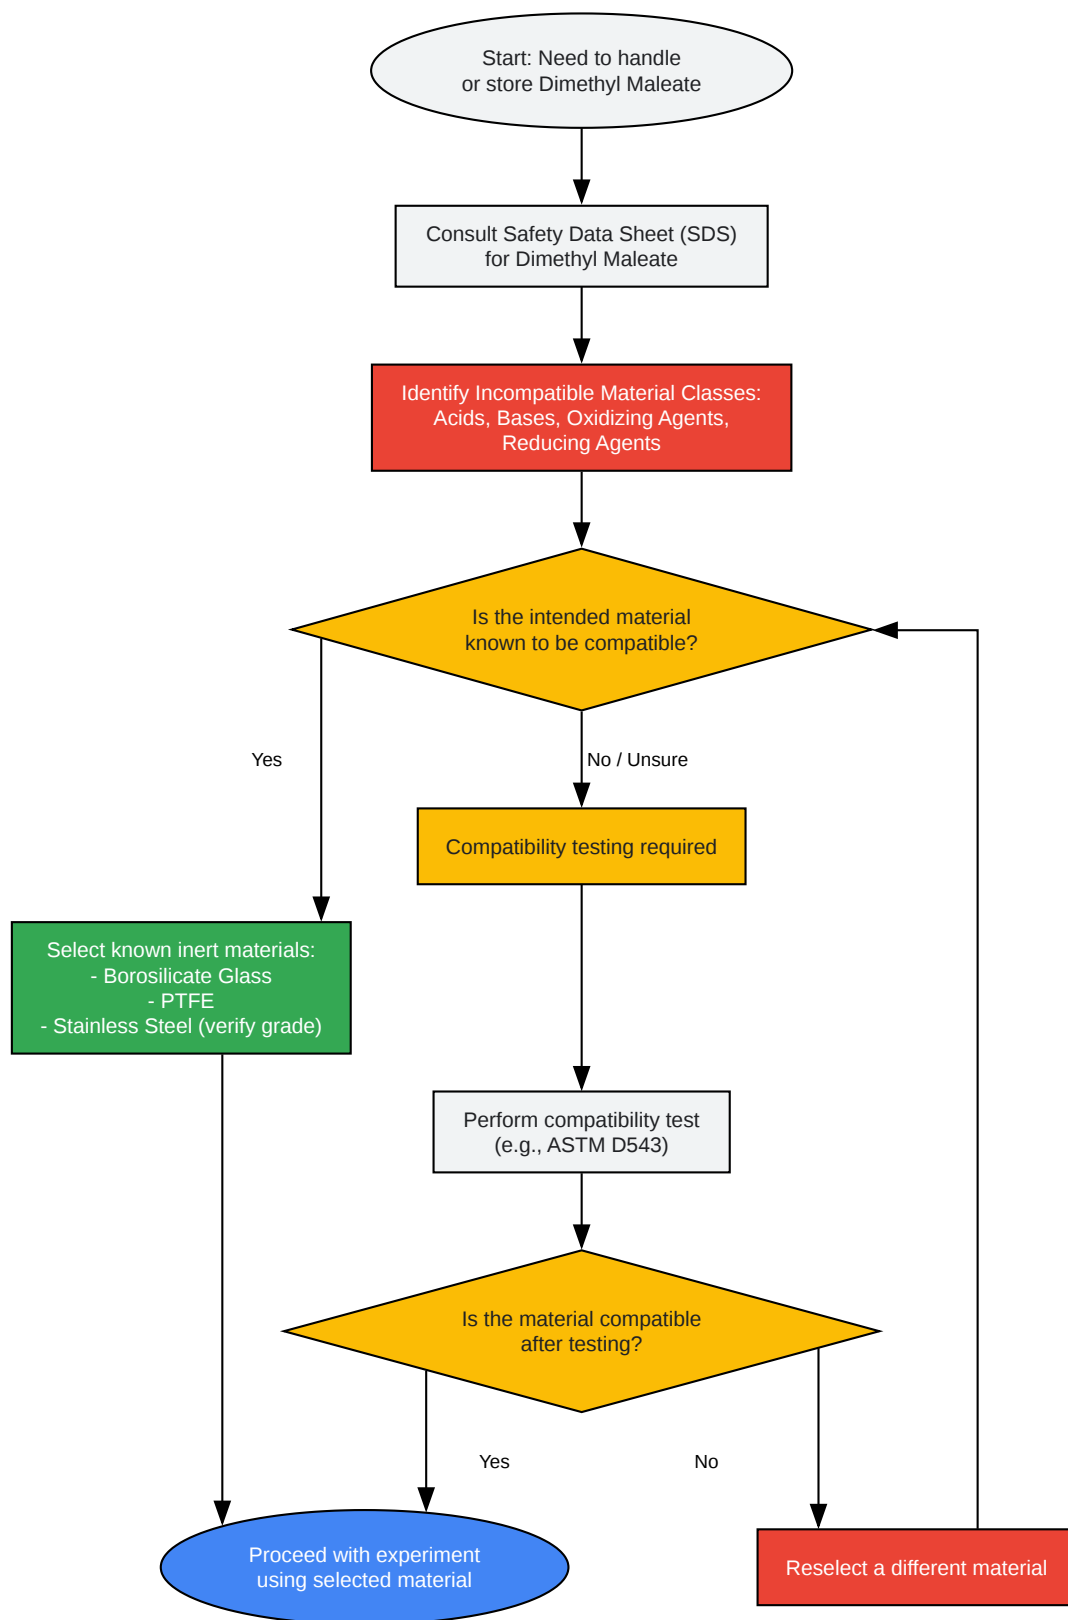 Start: Need to handle
or store Dimethyl Maleate
Consult Safety Data Sheet (SDS)
for Dimethyl Maleate
Identify Incompatible Material Classes:
Acids, Bases, Oxidizing Agents,
Reducing Agents
Is the intended material
known to be compatible?
Yes
No / Unsure
Compatibility testing required
Select known inert materials:
- Borosilicate Glass
- PTFE
- Stainless Steel (verify grade)
Perform compatibility test
(e.g., ASTM D543)
Is the material compatible
after testing?
Yes
No
Proceed with experiment
using selected material
Reselect a different material